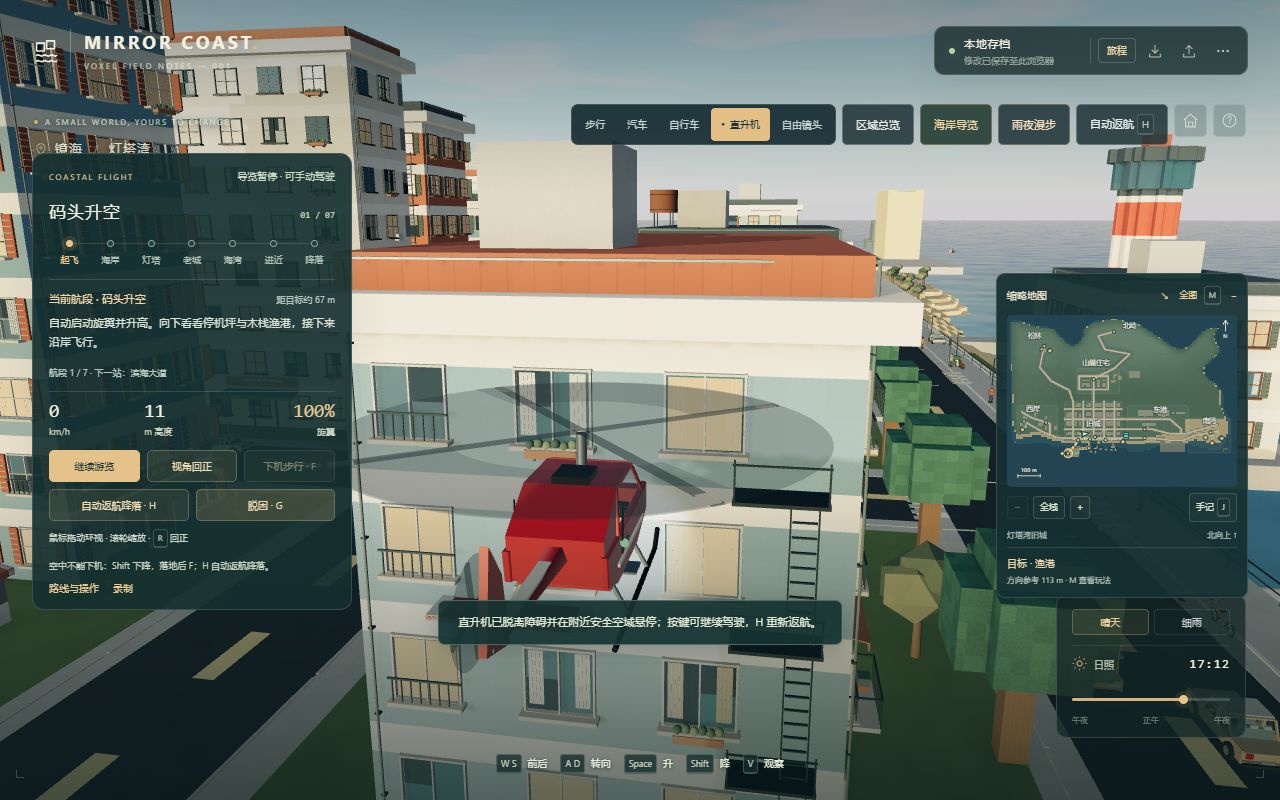 MIRROR COAST.
VOXEL FIELD NOTES — 001
A SMALL WORLD, YOURS TO CHANGE
镜海 灯塔湾
本地存档
修改已保存至此浏览器
旅程
步行 汽车 自行车 • 直升机 自由镜头 区域总览 海岸导览 雨夜漫步 自动返航 H
COASTAL FLIGHT 导览暂停 · 可手动驾驶
码头升空 01 / 07
起飞 海岸 灯塔 老城 海湾 进近 降落
当前航段 · 码头升空 距目标约 67 m
自动启动旋翼并升高。向下看看停机坪与木栈渔港，接下来
沿岸飞行。
航段 1 / 7 · 下一站：滨海大道
0 11 100%
km/h m 高度 旋翼
继续游览 视角回正 下机步行 · F
自动返航降落 · H 脱困 · G
鼠标拖动环视 · 滚轮缩放 · R 回正
空中不能下机：Shift 下降，落地后 F；H 自动返航降落。
路线与操作 录制
缩略地图 ↘ 全图 M −
北岭
N
松林
山麓住宅
西岸
东港
旧城
100 m
− 全域 + 手记 J
灯塔湾旧城 北向上 ↑
目标 · 渔港
方向参考 113 m · M 查看玩法
晴天 细雨
日照 17:12
午夜 正午 午夜
直升机已脱离障碍并在附近安全空域悬停；按键可继续驾驶，H 重新返航。
W S 前后 A D 转向 Space 升 Shift 降 V 观察